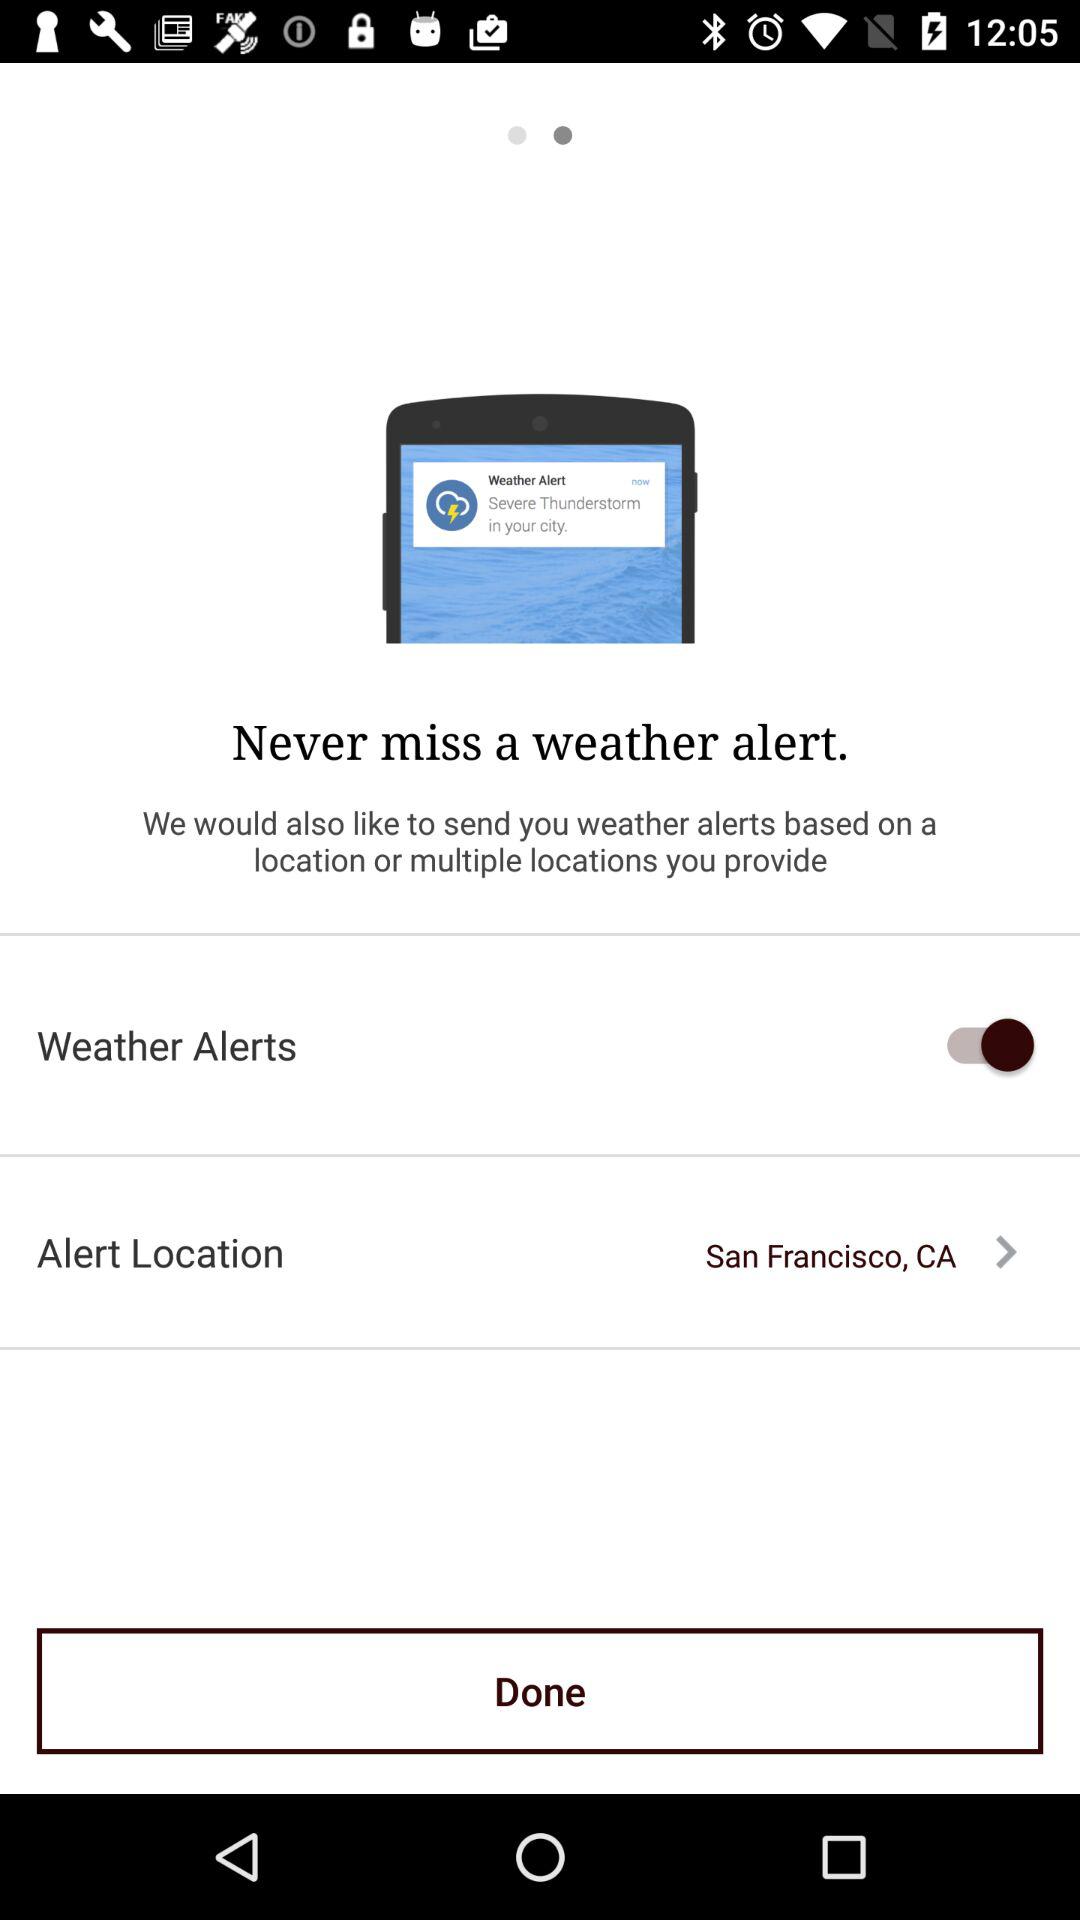 FAKE
12:05
Weather Alert
now
Severe Thunderstorm
in your city.
Never miss a weather alert.
We would also like to send you weather alerts based on a
location or multiple locations you provide
Weather Alerts
Alert Location
San Francisco, CA
Done